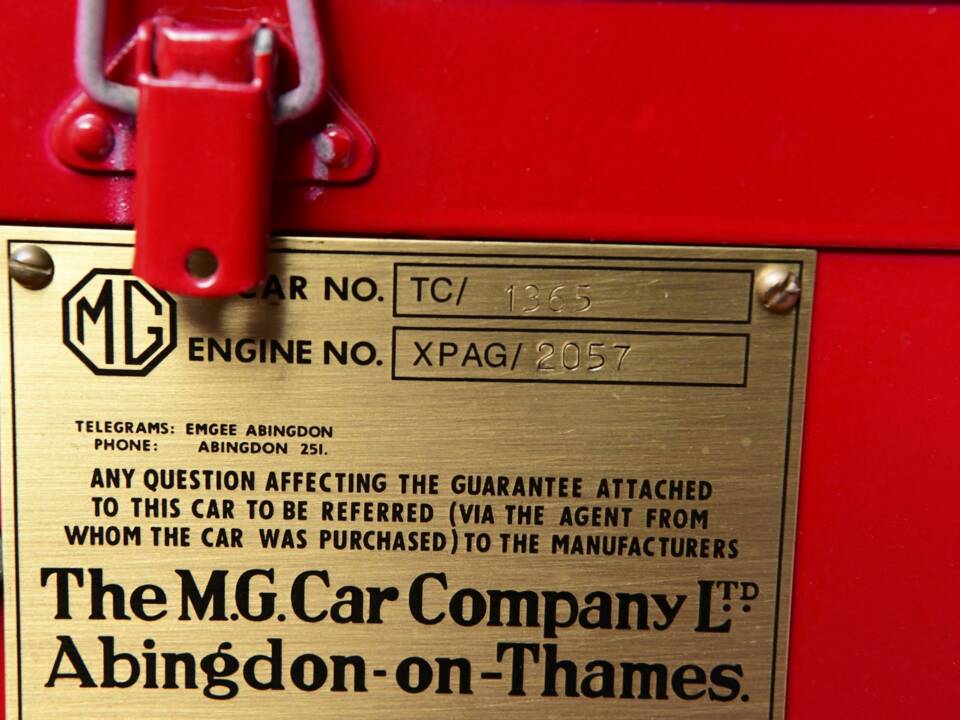 MG CAR NO. TC/ 1365
ENGINE NO. XPAG/ 2057
TELEGRAMS: EMGEE ABINGDON
PHONE: ABINGDON 251.
ANY QUESTION AFFECTING THE GUARANTEE ATTACHED
TO THIS CAR TO BE REFERRED (VIA THE AGENT FROM
WHOM THE CAR WAS PURCHASED) TO THE MANUFACTURERS
The M.G. Car Company LTD
Abingdon-on-Thames.